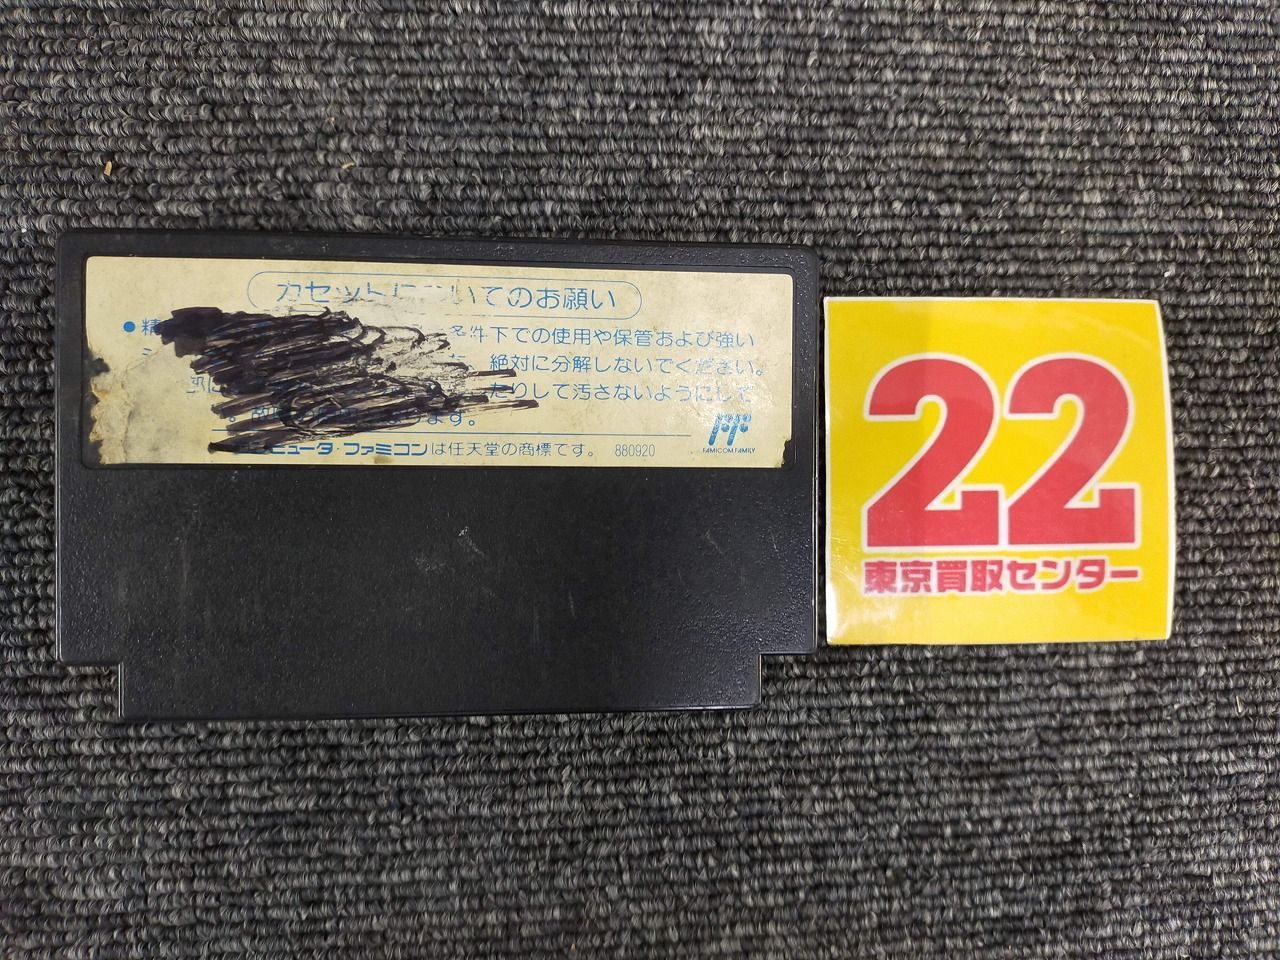 カセットについてのお願い
●精 条件下での使用や保管および強い
絶対に分解しないでください。
たりして汚さないようにして
ます。
ピュータ・ファミコンは任天堂の商標です。 880920
FAMICOM FAMILY
22
東京買取センター